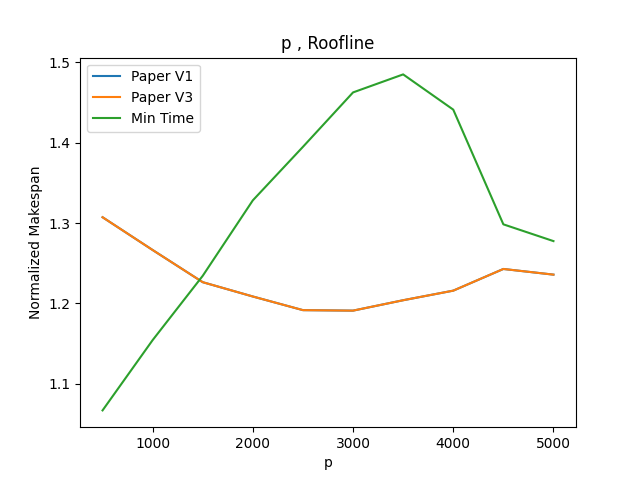 p , Roofline
Paper V1
Paper V3
Min Time
Normalized Makespan
1.5
1.4
1.3
1.2
1.1
1000 2000 3000 4000 5000
p